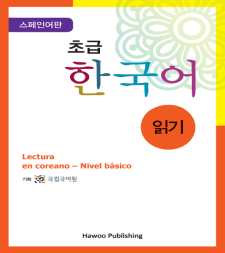 스페인어판
초급
한국어
읽기
Lectura
en coreano – Nivel básico
기획 국립국어원
Hawoo Publishing